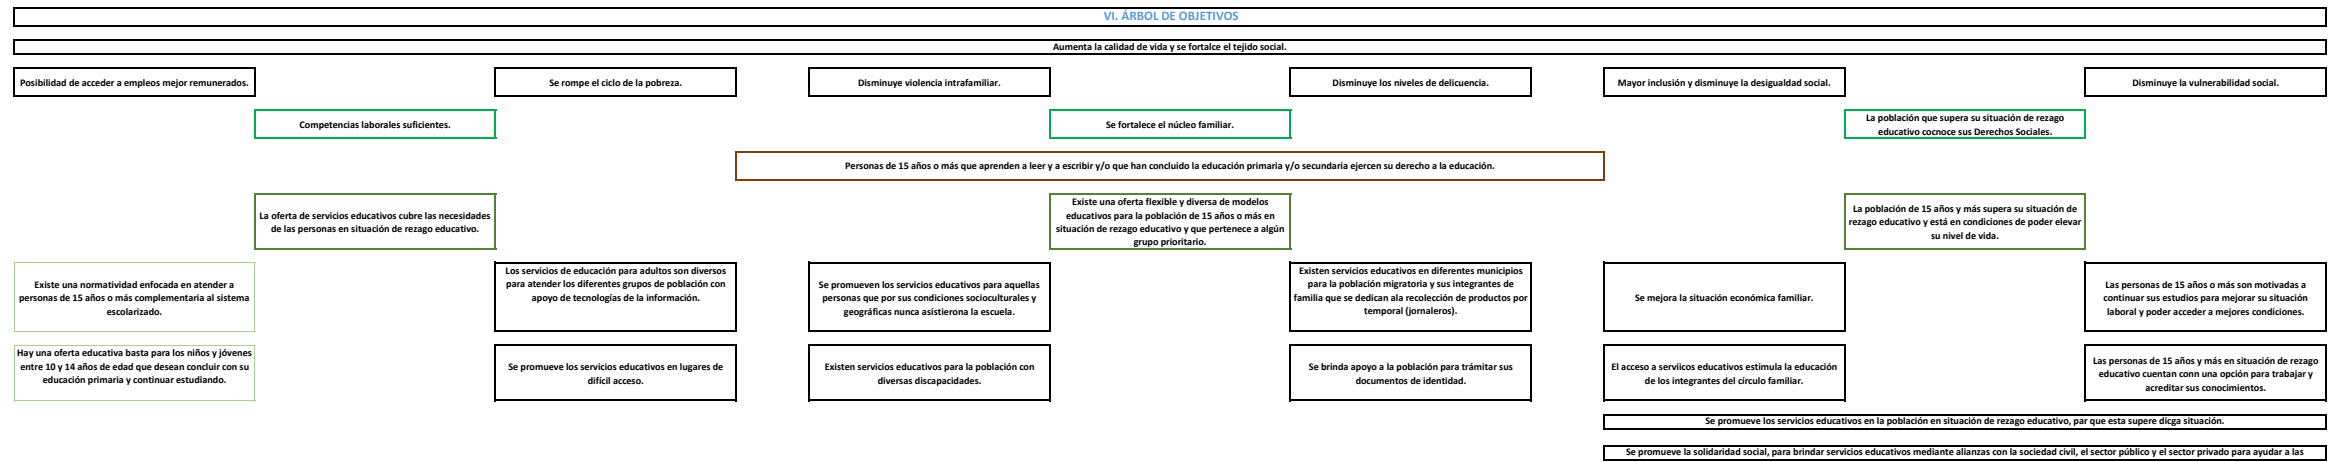 VI. ÁRBOL DE OBJETIVOS
Aumenta la calidad de vida y se fortalce el tejido social.
Posibilidad de acceder a empleos mejor remunerados.
Se rompe el ciclo de la pobreza.
Disminuye violencia intrafamiliar.
Disminuye los niveles de delicuencia.
Mayor inclusión y disminuye la desigualdad social.
Disminuye la vulnerabilidad social.
Competencias laborales suficientes.
Se fortalece el núcleo familiar.
La población que supera su situación de rezago
educativo cocnoce sus Derechos Sociales.
Personas de 15 años o más que aprenden a leer y a escribir y/o que han concluido la educación primaria y/o secundaria ejercen su derecho a la educación.
La oferta de servicios educativos cubre las necesidades
de las personas en situación de rezago educativo.
Existe una oferta flexible y diversa de modelos
educativos para la población de 15 años o más en
situación de rezago educativo y que pertenece a algún
grupo prioritario.
La población de 15 años y más supera su situación de
rezago educativo y está en condiciones de poder elevar
su nivel de vida.
Existe una normatividad enfocada en atender a
personas de 15 años o más complementaria al sistema
escolarizado.
Los servicios de educación para adultos son diversos
para atender los diferentes grupos de población con
apoyo de tecnologías de la información.
Se promueven los servicios educativos para aquellas
personas que por sus condiciones socioculturales y
geográficas nunca asistierona la escuela.
Existen servicios educativos en diferentes municipios
para la población migratoria y sus integrantes de
familia que se dedican ala recolección de productos por
temporal (jornaleros).
Se mejora la situación económica familiar.
Las personas de 15 años o más son motivadas a
continuar sus estudios para mejorar su situación
laboral y poder acceder a mejores condiciones.
Hay una oferta educativa basta para los niños y jóvenes
entre 10 y 14 años de edad que desean concluir con su
educación primaria y continuar estudiando.
Se promueve los servicios educativos en lugares de
difícil acceso.
Existen servicios educativos para la población con
diversas discapacidades.
Se brinda apoyo a la población para trámitar sus
documentos de identidad.
El acceso a serviicos educativos estimula la educación
de los integrantes del círculo familiar.
Las personas de 15 años y más en situación de rezago
educativo cuentan conn una opción para trabajar y
acreditar sus conocimientos.
Se promueve los servicios educativos en la población en situación de rezago educativo, par que esta supere dicga situación.
Se promueve la solidaridad social, para brindar servicios educativos mediante alianzas con la sociedad civil, el sector público y el sector privado para ayudar a las